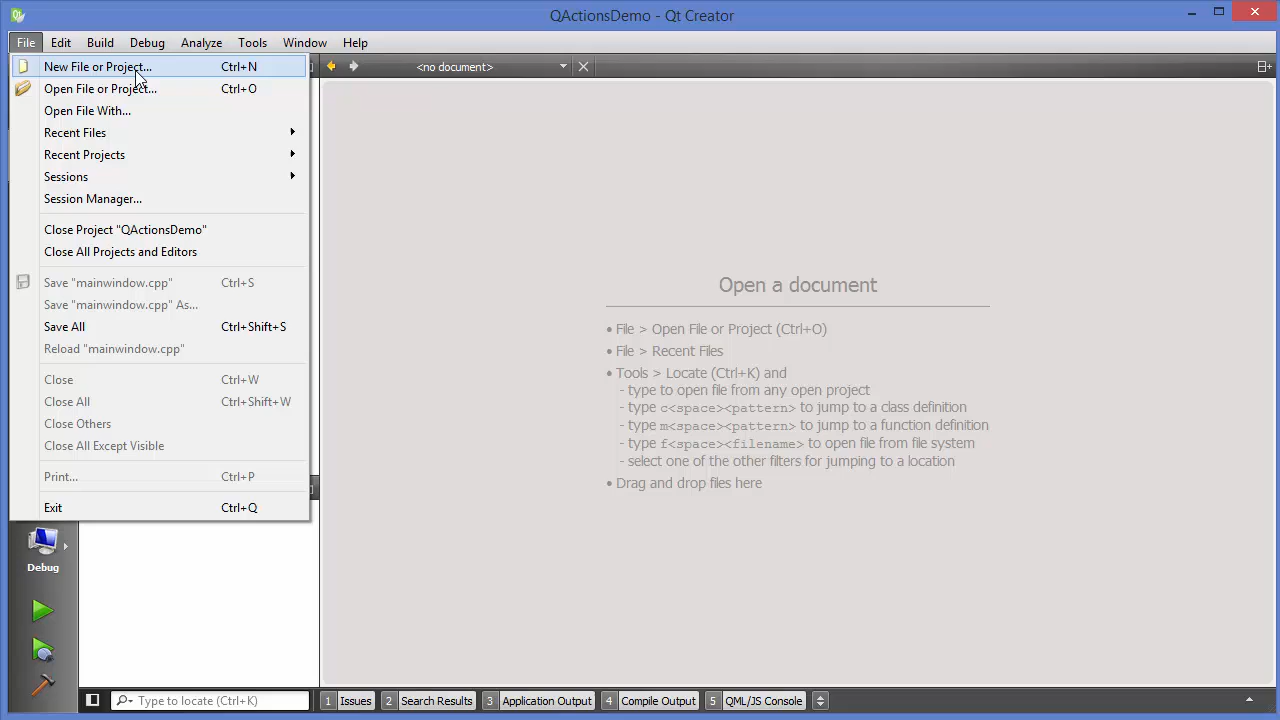 QActionsDemo - Qt Creator
File Edit Build Debug Analyze Tools Window Help
<no document>
New File or Project... Ctrl+N
Open File or Project... Ctrl+O
Open File With...
Recent Files
Recent Projects
Sessions
Session Manager...
Close Project "QActionsDemo"
Close All Projects and Editors
Save "mainwindow.cpp" Ctrl+S
Save "mainwindow.cpp" As...
Save All Ctrl+Shift+S
Reload "mainwindow.cpp"
Close Ctrl+W
Close All Ctrl+Shift+W
Close Others
Close All Except Visible
Print... Ctrl+P
Exit Ctrl+Q
Open a document
• File > Open File or Project (Ctrl+O)
• File > Recent Files
• Tools > Locate (Ctrl+K) and
- type to open file from any open project
- type c<space><pattern> to jump to a class definition
- type m<space><pattern> to jump to a function definition
- type f<space><filename> to open file from file system
- select one of the other filters for jumping to a location
• Drag and drop files here
Debug
Type to locate (Ctrl+K) 1 Issues 2 Search Results 3 Application Output 4 Compile Output 5 QML/JS Console